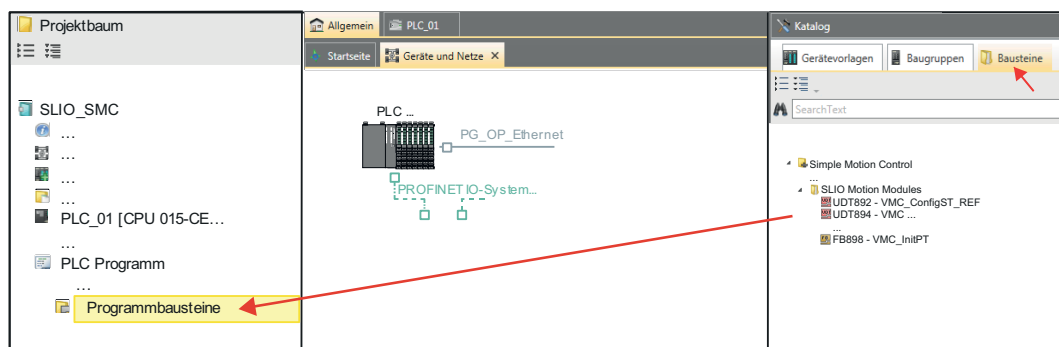 Projektbaum
SLIO_SMC
...
...
...
...
PLC_01 [CPU 015-CE...
...
PLC Programm
...
Programmbausteine
Allgemein
PLC_01
Startseite
Geräte und Netze
PLC ...
PG_OP_Ethernet
PROFINET IO-System...
Katalog
Gerätevorlagen
Baugruppen
Bausteine
SearchText
Simple Motion Control
...
SLIO Motion Modules
UDT892 - VMC_ConfigST_REF
UDT894 - VMC ...
...
FB898 - VMC_InitPT